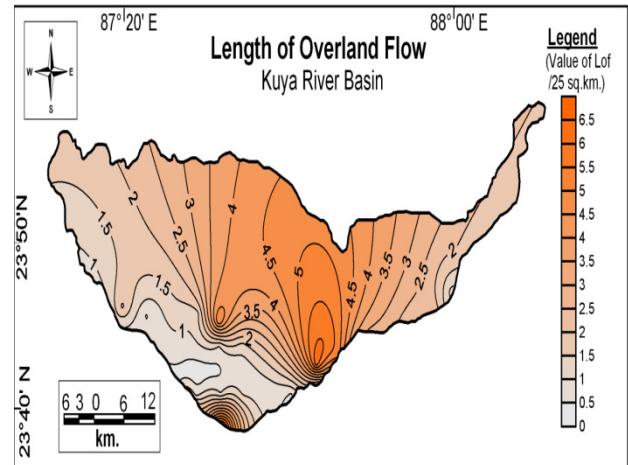 87° 20' E
88° 00' E
Length of Overland Flow
Kuya River Basin
N
W E
S
Legend
(Value of Lof
/25 sq.km.)
6.5
6
5.5
5
4.5
4
3.5
3
2.5
2
1.5
1
0.5
0
23°50'N
23°40' N
1
1.5
2
2.5
3
4
4.5
5
4.5
4
3.5
3
2.5
2
1.5
1
3.5
4
2
6 3 0 6 12
km.